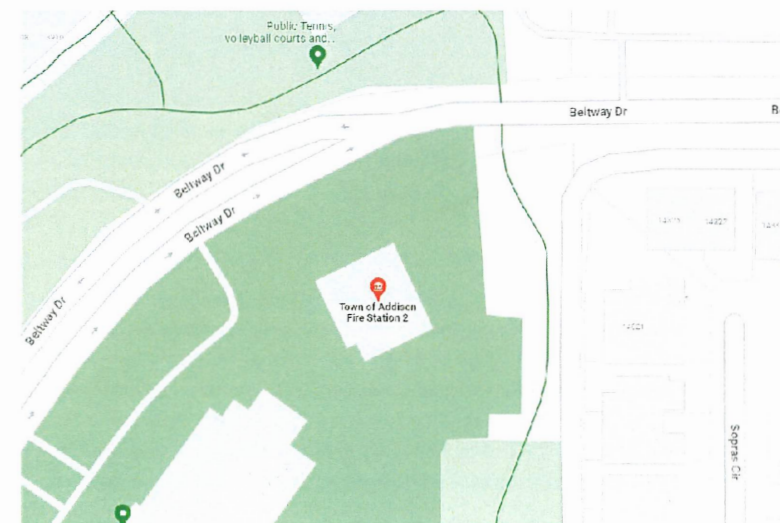 Public Tennis,
volleyball courts and...
Beltway Dr
B
Beltway Dr
Beltway Dr
Beltway Dr
Town of Addison
Fire Station 2
Sopras Cir